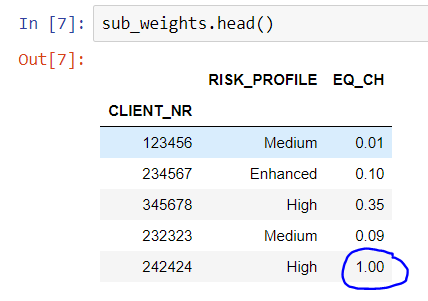 In [7]: sub_weights.head()
Out[7]:
RISK_PROFILE EQ_CH
CLIENT_NR
123456 Medium 0.01
234567 Enhanced 0.10
345678 High 0.35
232323 Medium 0.09
242424 High 1.00